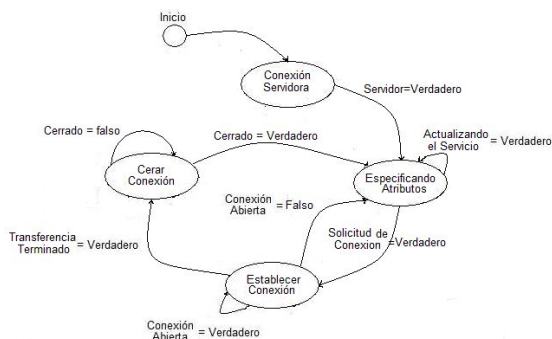 Inicio
Conexión
Servidora
Servidor=Verdadero
Cerrado = falso
Cerrado = Verdadero
Actualizando
el Servicio = Verdadero
Cerar
Conexión
Especificando
Atributos
Conexión
Abierta = Falso
Solicitud de
Conexion =Verdadero
Transferencia
Terminado = Verdadero
Establecer
Conexión
Conexión
Abierta = Verdadero